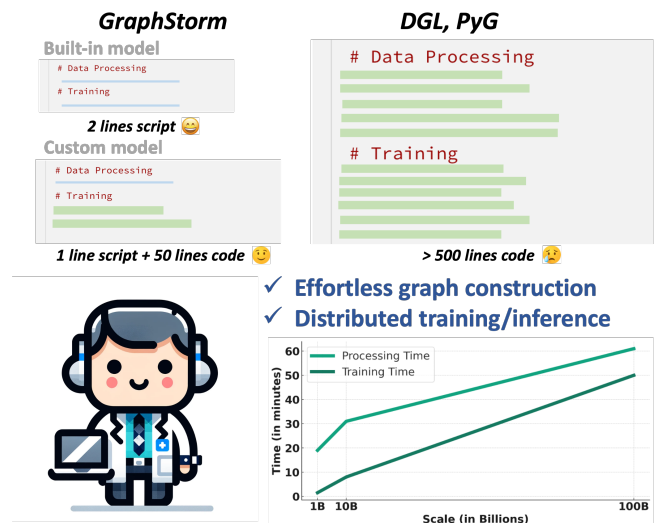 GraphStorm
DGL, PyG
Built-in model
# Data Processing
# Training
2 lines script
Custom model
# Data Processing
# Training
1 line script + 50 lines code
# Data Processing
# Training
> 500 lines code
✓ Effortless graph construction
✓ Distributed training/inference
Processing Time
Training Time
Time (in minutes)
60
50
40
30
20
10
0
1B 10B 100B
Scale (in Billions)